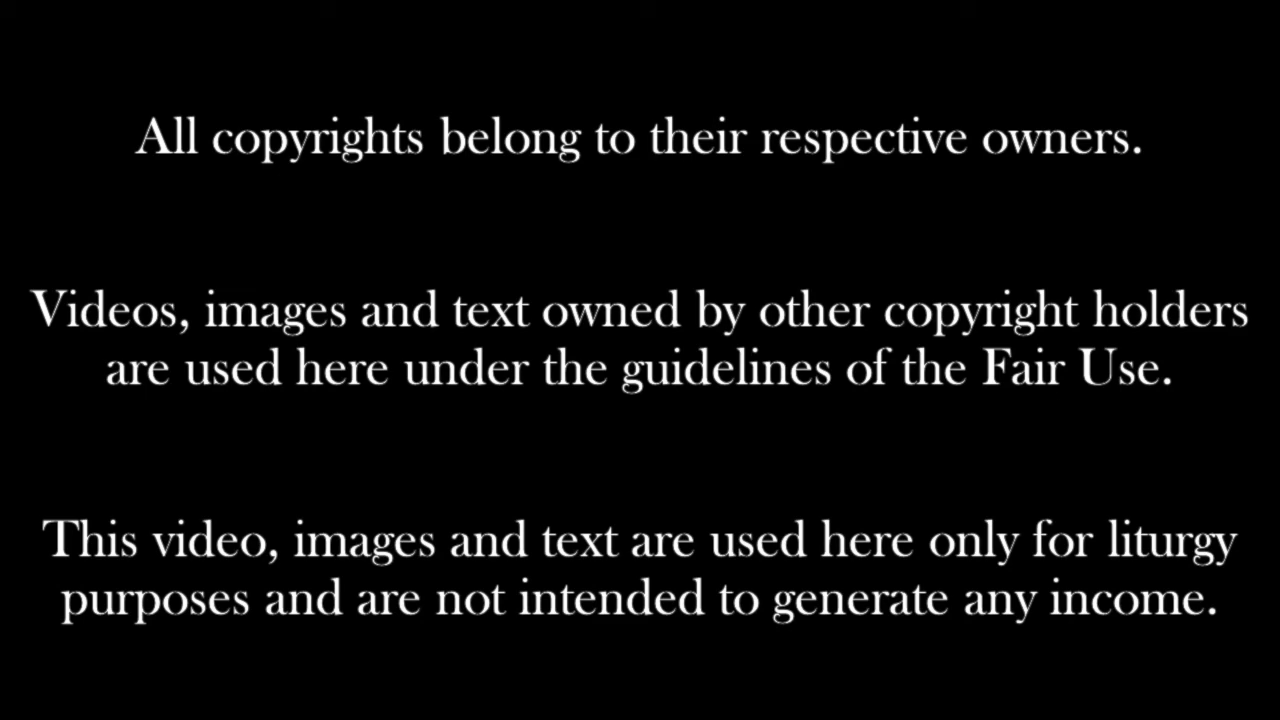 All copyrights belong to their respective owners.
Videos, images and text owned by other copyright holders
are used here under the guidelines of the Fair Use.
This video, images and text are used here only for liturgy
purposes and are not intended to generate any income.